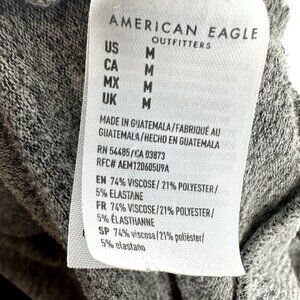 AMERICAN EAGLE
OUTFITTERS
US M
CA M
MX M
UK M
MADE IN GUATEMALA/FABRIQUÉ AU
GUATEMALA/HECHO EN GUATEMALA
RN 54485/CA 03873
RFC# AEM12060509A
EN 74% VISCOSE/ 21% POLYESTER/
5% ELASTANE
FR 74% VISCOSE/ 21% POLYESTER/
5% ÉLASTHANNE
SP 74% viscosa/21% poliéster/
5% elastano